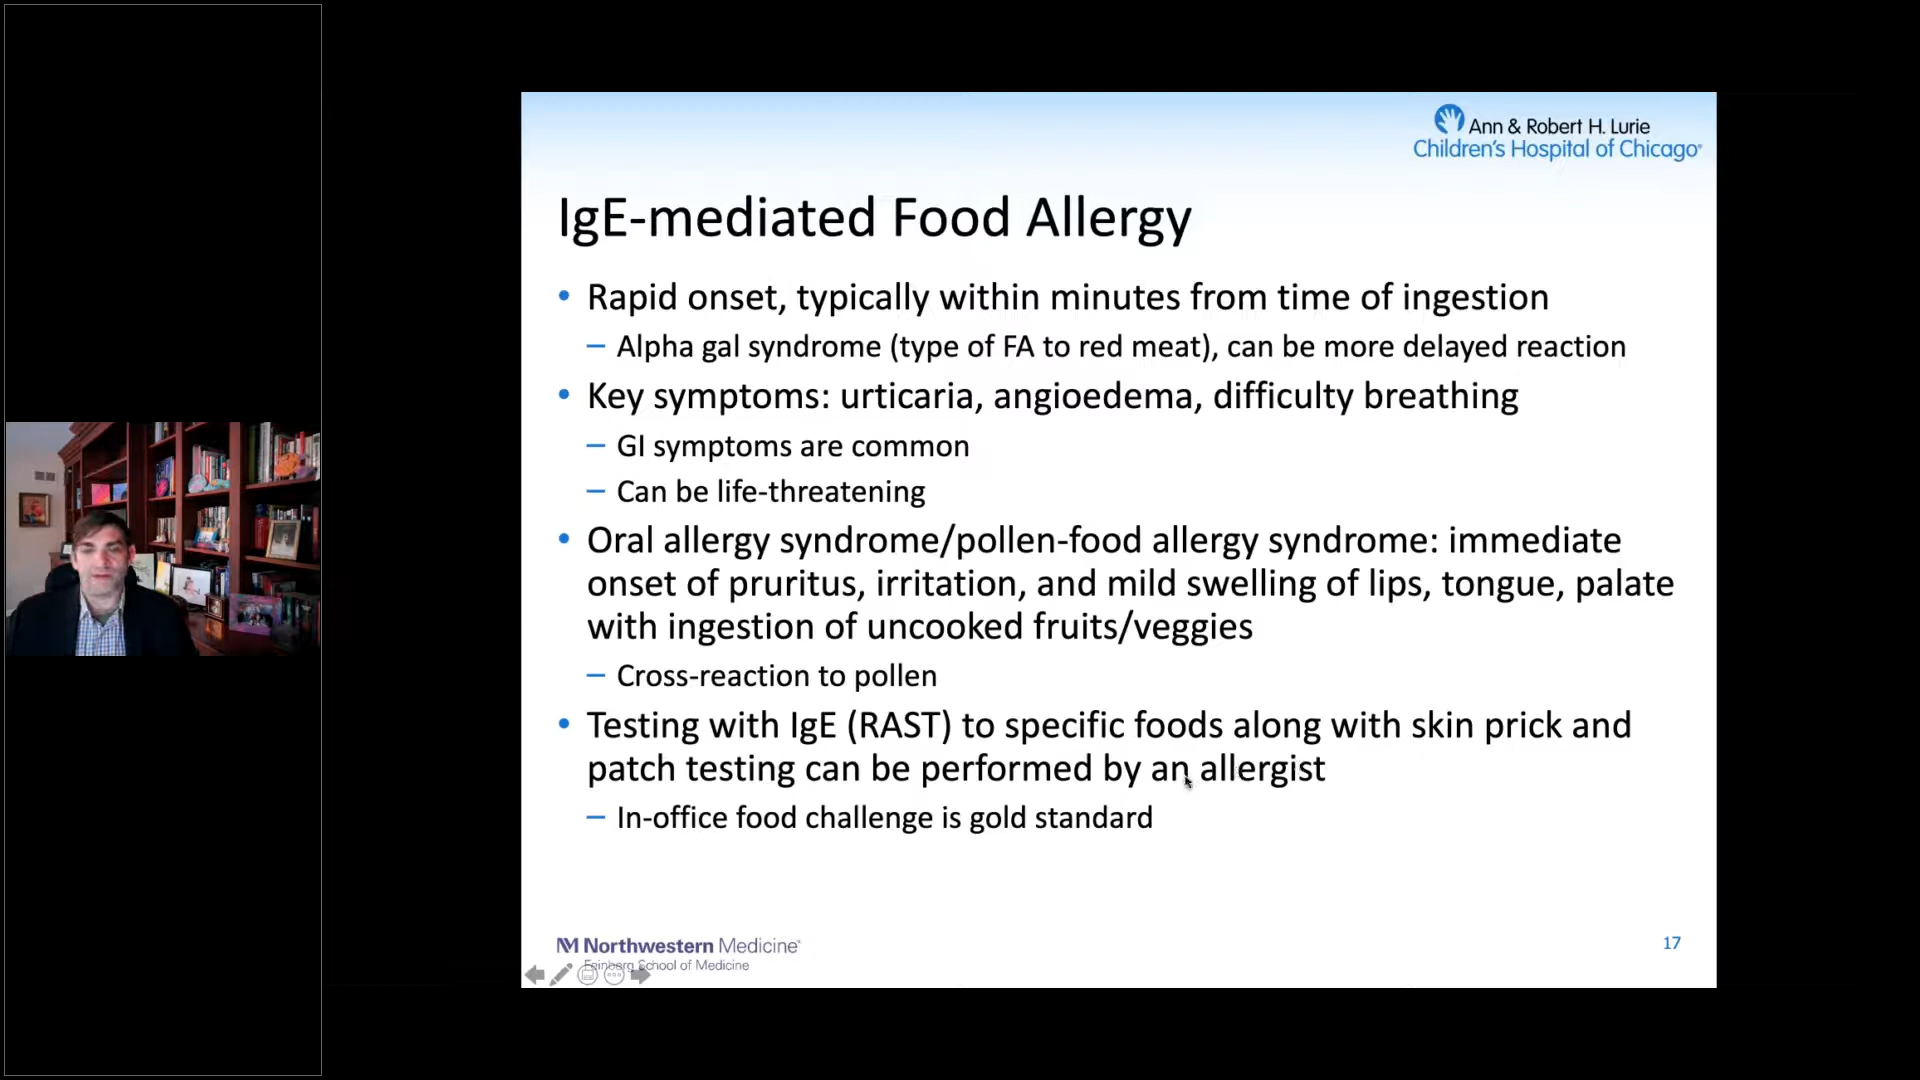 Ann & Robert H. Lurie
Children's Hospital of Chicago®
IgE-mediated Food Allergy
• Rapid onset, typically within minutes from time of ingestion
– Alpha gal syndrome (type of FA to red meat), can be more delayed reaction
• Key symptoms: urticaria, angioedema, difficulty breathing
– GI symptoms are common
– Can be life-threatening
• Oral allergy syndrome/pollen-food allergy syndrome: immediate
onset of pruritus, irritation, and mild swelling of lips, tongue, palate
with ingestion of uncooked fruits/veggies
– Cross-reaction to pollen
• Testing with IgE (RAST) to specific foods along with skin prick and
patch testing can be performed by an allergist
– In-office food challenge is gold standard
NM Northwestern Medicine®
Feinberg School of Medicine
17